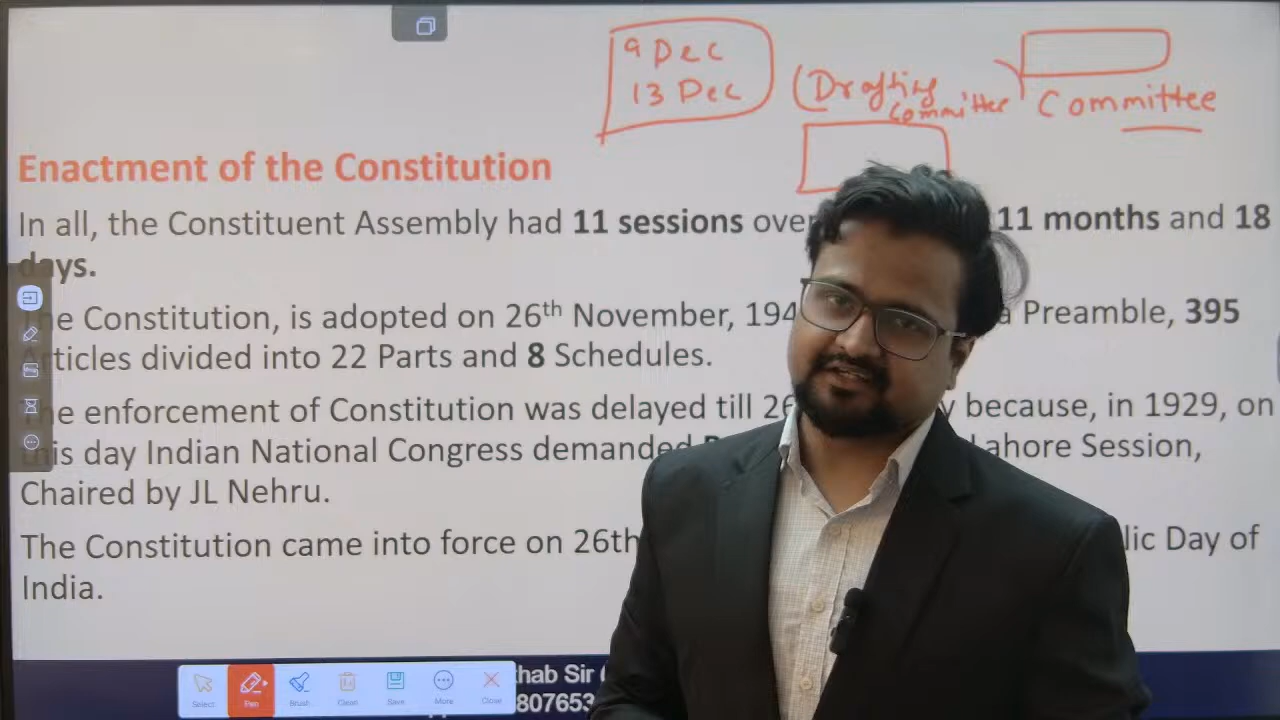 9 Dec
13 Dec
(Drafting
Committee
Committee
Enactment of the Constitution
In all, the Constituent Assembly had 11 sessions over 11 months and 18
days.
The Constitution, is adopted on 26th November, 194 a Preamble, 395
Articles divided into 22 Parts and 8 Schedules.
The enforcement of Constitution was delayed till 26 y because, in 1929, on
this day Indian National Congress demanded Lahore Session,
Chaired by JL Nehru.
The Constitution came into force on 26th lic Day of
India.
hab Sir (
807653
Select Pen Brush Clean Save More Close